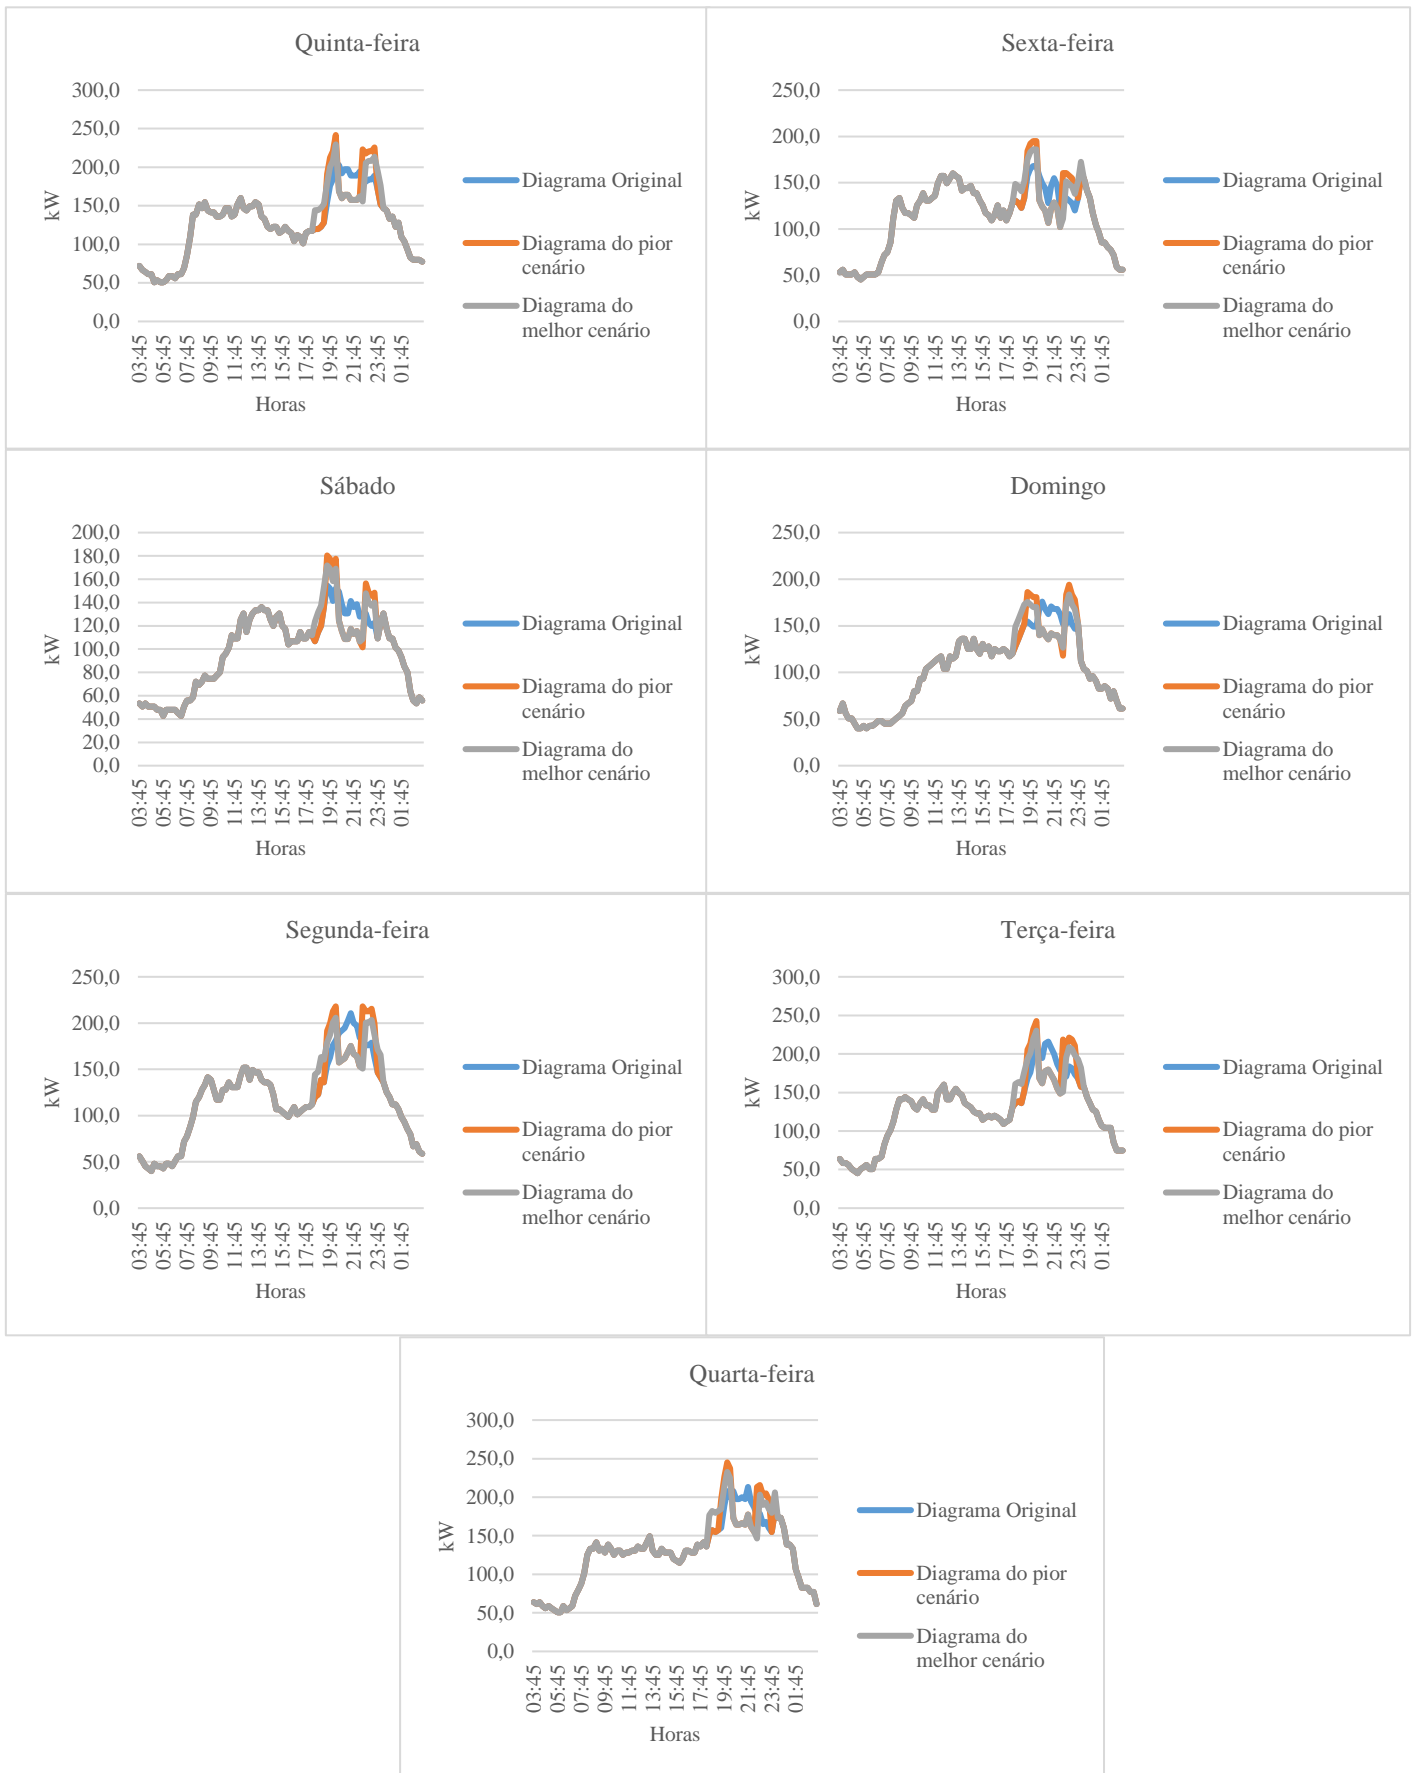 Quinta-feira
300,0
250,0
200,0
150,0
100,0
50,0
0,0
kW
03:45
05:45
07:45
09:45
11:45
13:45
15:45
17:45
19:45
21:45
23:45
01:45
Horas
Diagrama Original
Diagrama do pior
cenário
Diagrama do
melhor cenário
Sexta-feira
250,0
200,0
150,0
100,0
50,0
0,0
kW
03:45
05:45
07:45
09:45
11:45
13:45
15:45
17:45
19:45
21:45
23:45
01:45
Horas
Diagrama Original
Diagrama do pior
cenário
Diagrama do
melhor cenário
Sábado
200,0
180,0
160,0
140,0
120,0
100,0
80,0
60,0
40,0
20,0
0,0
kW
03:45
05:45
07:45
09:45
11:45
13:45
15:45
17:45
19:45
21:45
23:45
01:45
Horas
Diagrama Original
Diagrama do pior
cenário
Diagrama do
melhor cenário
Domingo
250,0
200,0
150,0
100,0
50,0
0,0
kW
03:45
05:45
07:45
09:45
11:45
13:45
15:45
17:45
19:45
21:45
23:45
01:45
Horas
Diagrama Original
Diagrama do pior
cenário
Diagrama do
melhor cenário
Segunda-feira
250,0
200,0
150,0
100,0
50,0
0,0
kW
03:45
05:45
07:45
09:45
11:45
13:45
15:45
17:45
19:45
21:45
23:45
01:45
Horas
Diagrama Original
Diagrama do pior
cenário
Diagrama do
melhor cenário
Terça-feira
300,0
250,0
200,0
150,0
100,0
50,0
0,0
kW
03:45
05:45
07:45
09:45
11:45
13:45
15:45
17:45
19:45
21:45
23:45
01:45
Horas
Diagrama Original
Diagrama do pior
cenário
Diagrama do
melhor cenário
Quarta-feira
300,0
250,0
200,0
150,0
100,0
50,0
0,0
kW
03:45
05:45
07:45
09:45
11:45
13:45
15:45
17:45
19:45
21:45
23:45
01:45
Horas
Diagrama Original
Diagrama do pior
cenário
Diagrama do
melhor cenário